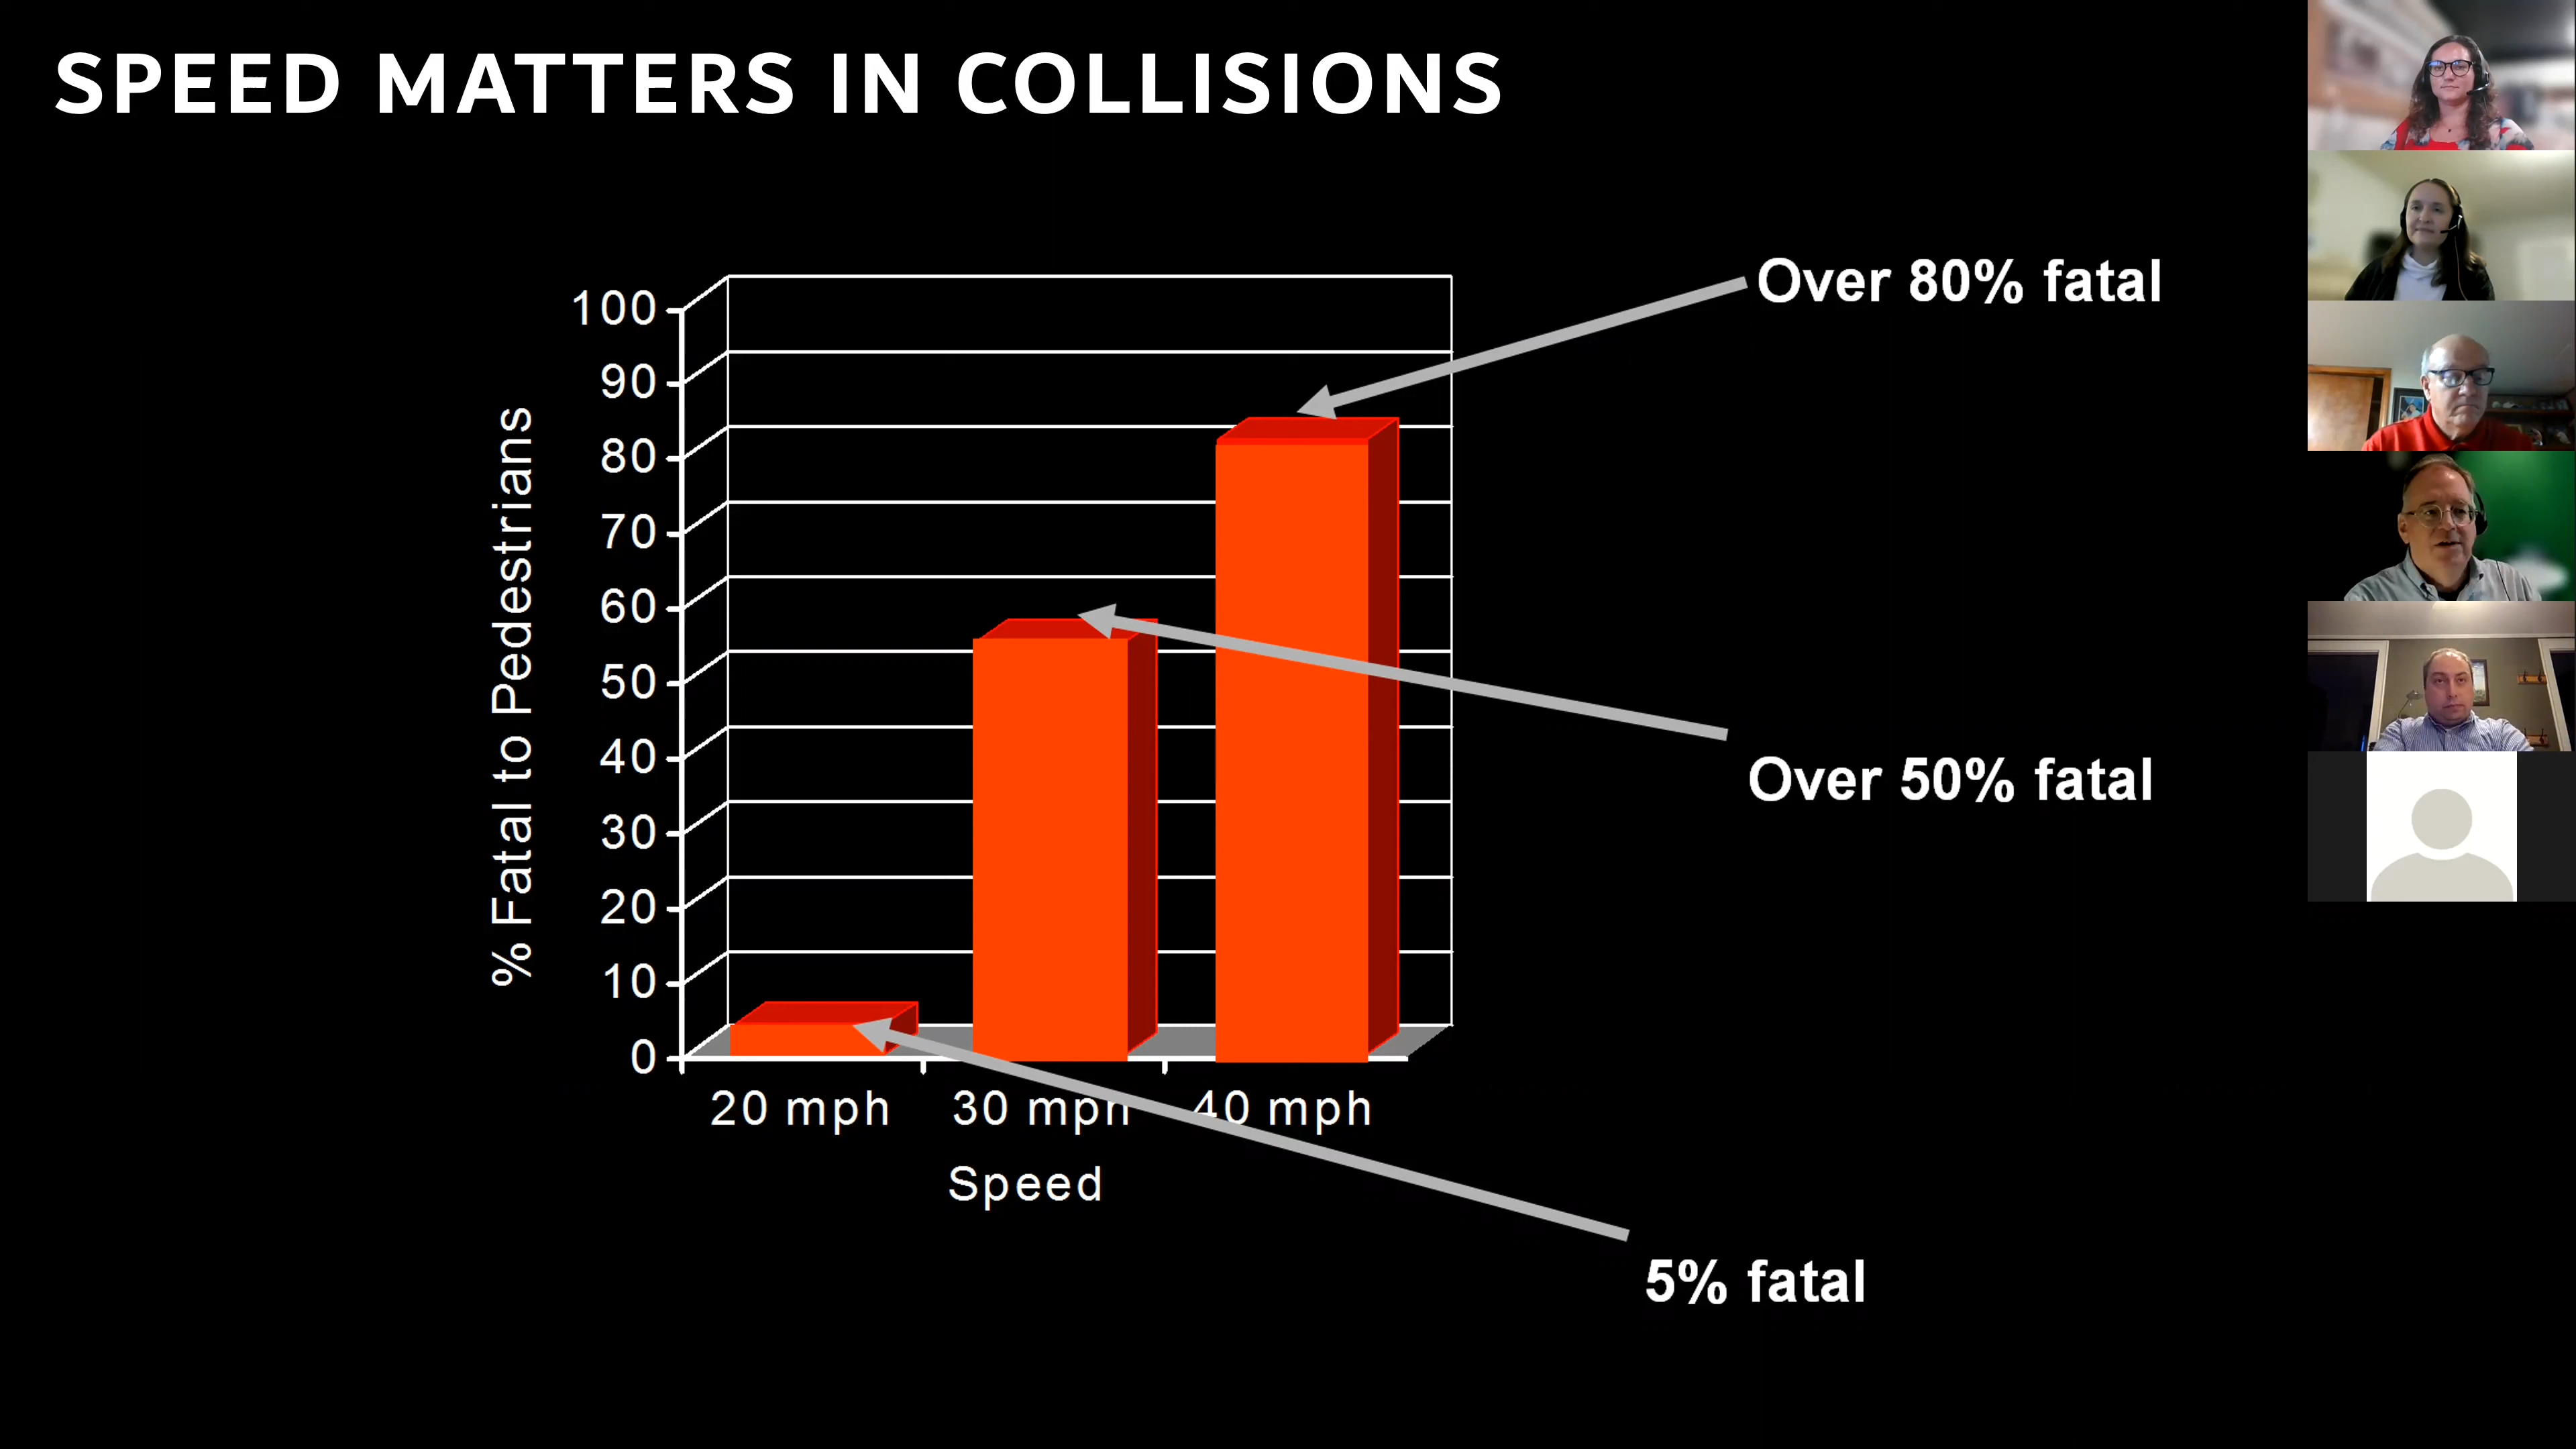 SPEED MATTERS IN COLLISIONS
Over 80% fatal
100
90
80
70
60
50
40
30
20
10
0
% Fatal to Pedestrians
Over 50% fatal
20 mph
30 mph
40 mph
Speed
5% fatal